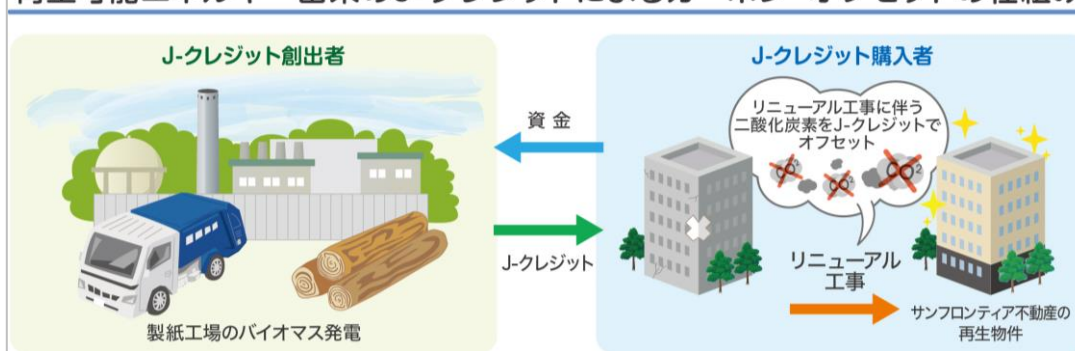 J-クレジット創出者
製紙工場のバイオマス発電
資金
J-クレジット
J-クレジット購入者
リニューアル工事に伴う
二酸化炭素をJ-クレジットで
オフセット
CO²
CO²
CO²
リニューアル
工事
サンフロンティア不動産の
再生物件